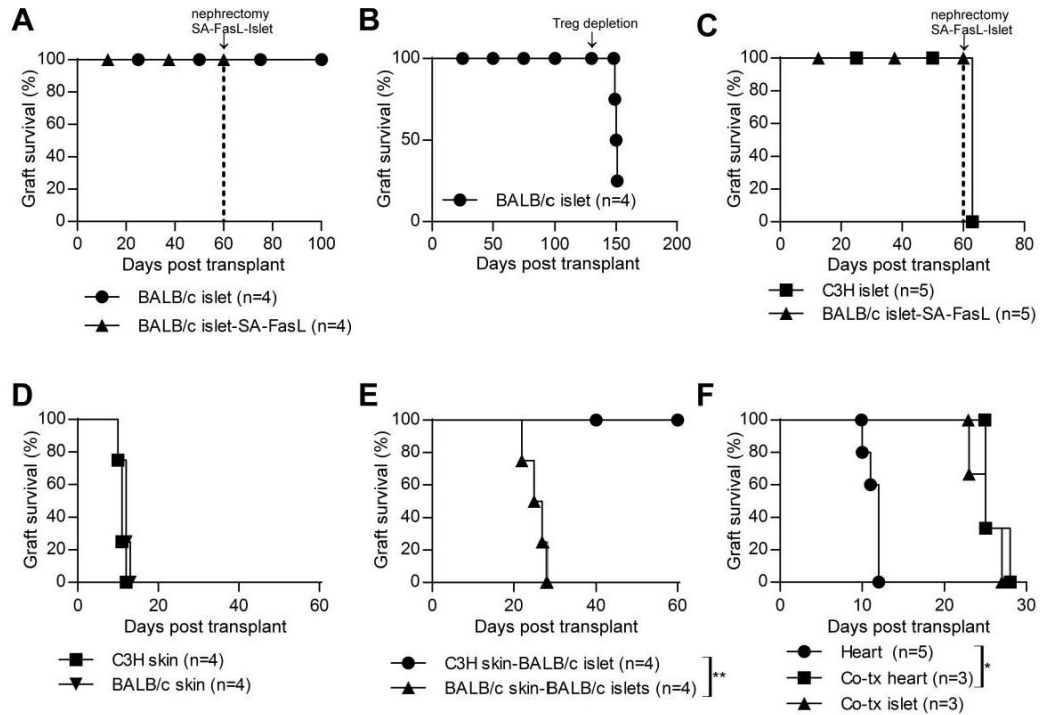 A
nephrectomy
SA-FasL-Islet
Graft survival (%)
100
80
60
40
20
0
0 20 40 60 80 100
Days post transplant
BALB/c islet (n=4)
BALB/c islet-SA-FasL (n=4)
B
Treg depletion
Graft survival (%)
100
50
0
BALB/c islet (n=4)
0 50 100 150 200
Days post transplant
C
nephrectomy
SA-FasL-Islet
Graft survival (%)
100
80
60
40
20
0
0 20 40 60 80
Days post transplant
C3H islet (n=5)
BALB/c islet-SA-FasL (n=5)
D
Graft survival (%)
100
80
60
40
20
0
0 20 40 60
Days post transplant
C3H skin (n=4)
BALB/c skin (n=4)
E
Graft survival (%)
100
80
60
40
20
0
0 20 40 60
Days post transplant
C3H skin-BALB/c islet (n=4)
BALB/c skin-BALB/c islets (n=4)
**
F
Graft survival (%)
100
80
60
40
20
0
0 10 20 30
Days post transplant
Heart (n=5)
Co-tx heart (n=3)
*
Co-tx islet (n=3)